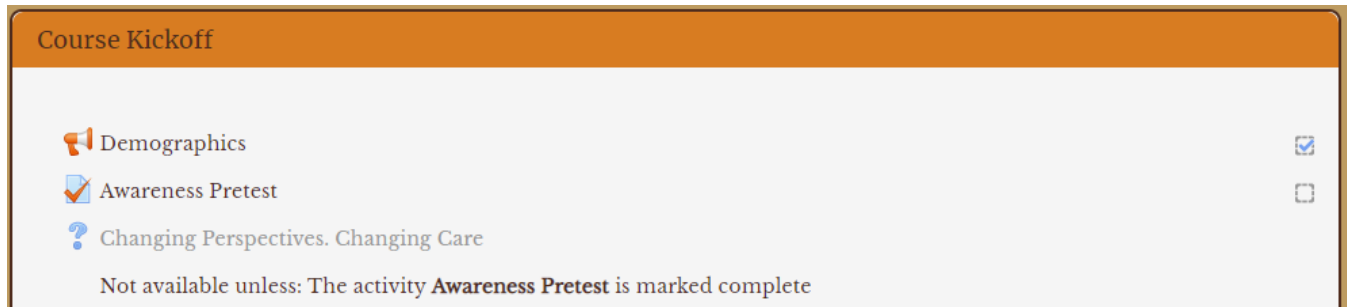 Course Kickoff
Demographics
Awareness Pretest
Changing Perspectives. Changing Care
Not available unless: The activity Awareness Pretest is marked complete